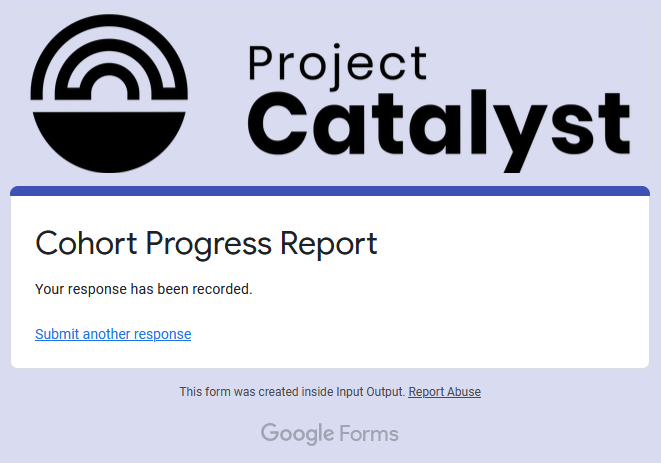 Project
Catalyst
Cohort Progress Report
Your response has been recorded.
Submit another response
This form was created inside Input Output. Report Abuse
Google Forms